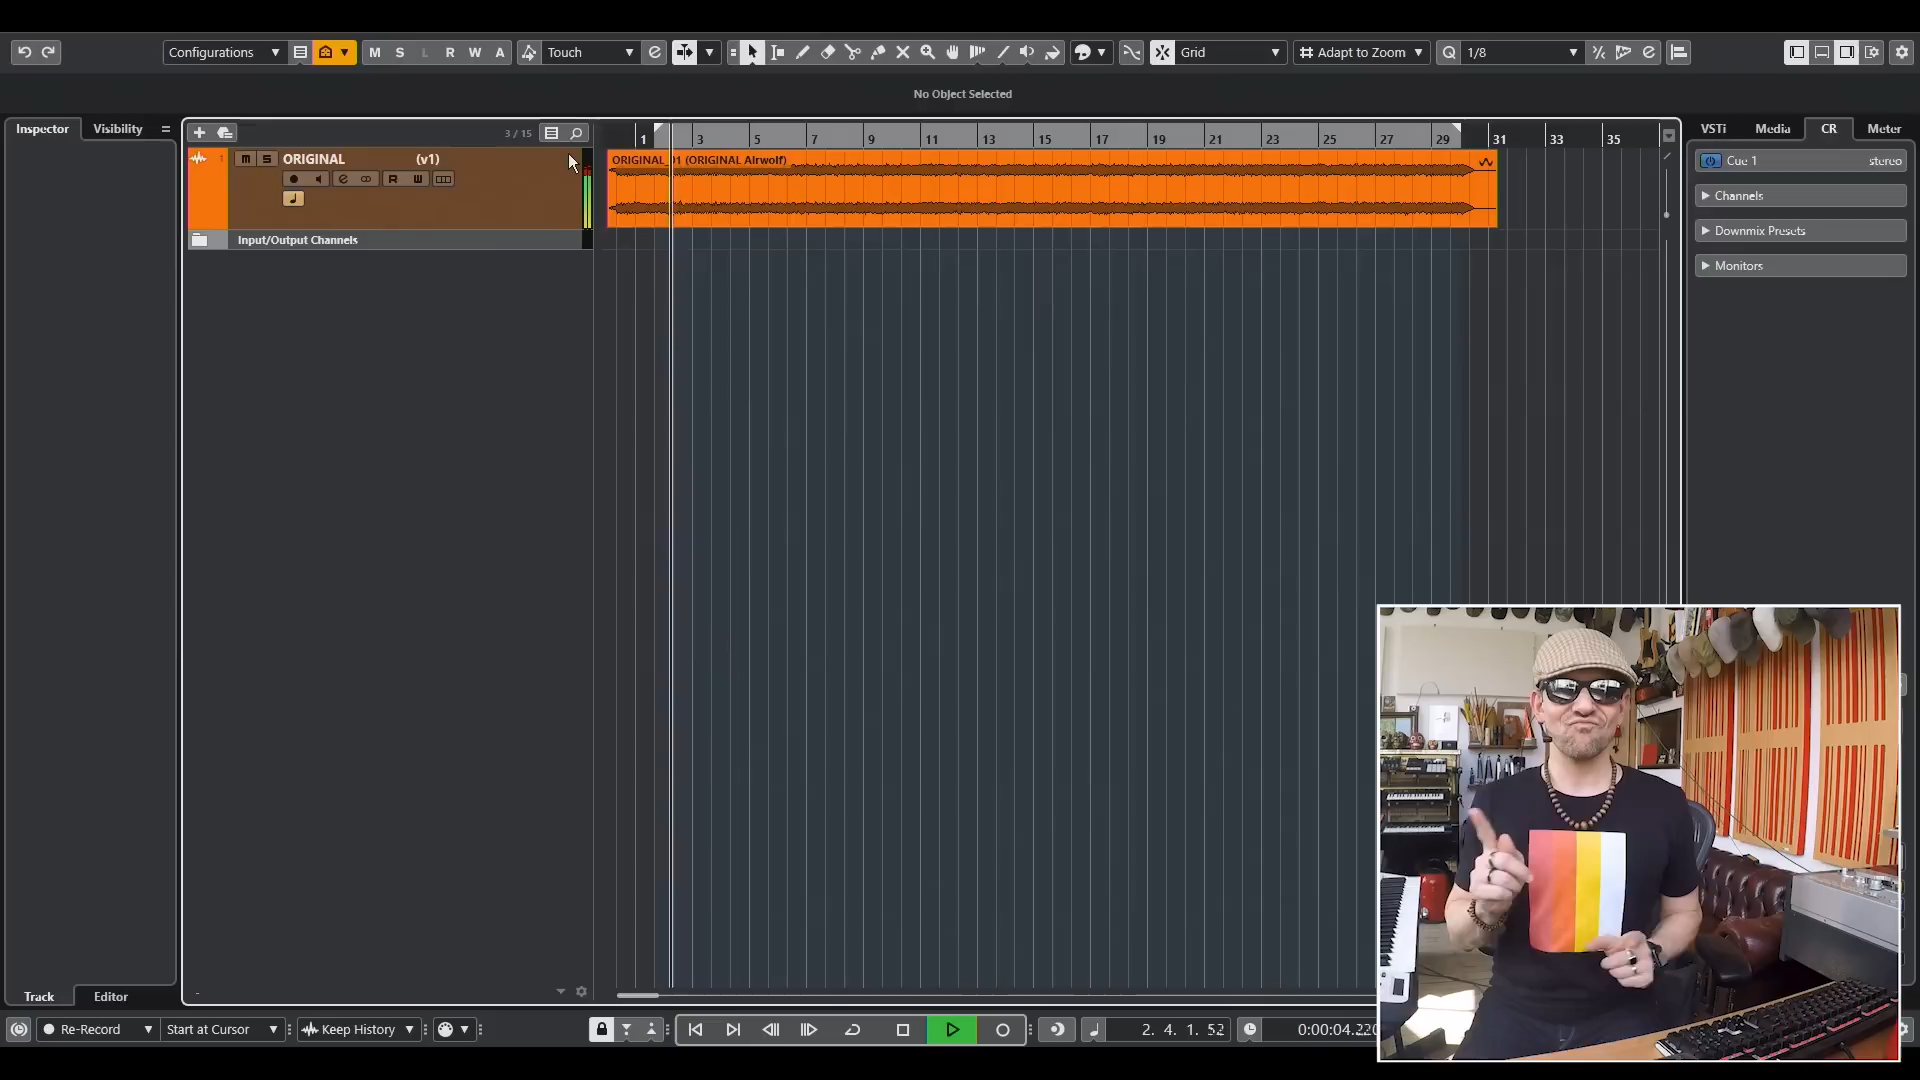 Configurations
M S L R W A
Touch
Grid
Adapt to Zoom
1/8
No Object Selected
Inspector
Visibility
3 / 15
1 3 5 7 9 11 13 15 17 19 21 23 25 27 29 31 33 35
VSTi
Media
CR
Meter
1
m S
ORIGINAL (v1)
R
ORIGINAL_01 (ORIGINAL Airwolf)
Cue 1
stereo
Input/Output Channels
Channels
Downmix Presets
Monitors
Track
Editor
Re-Record
Start at Cursor
Keep History
2. 4. 1. 52
0:00:04.220